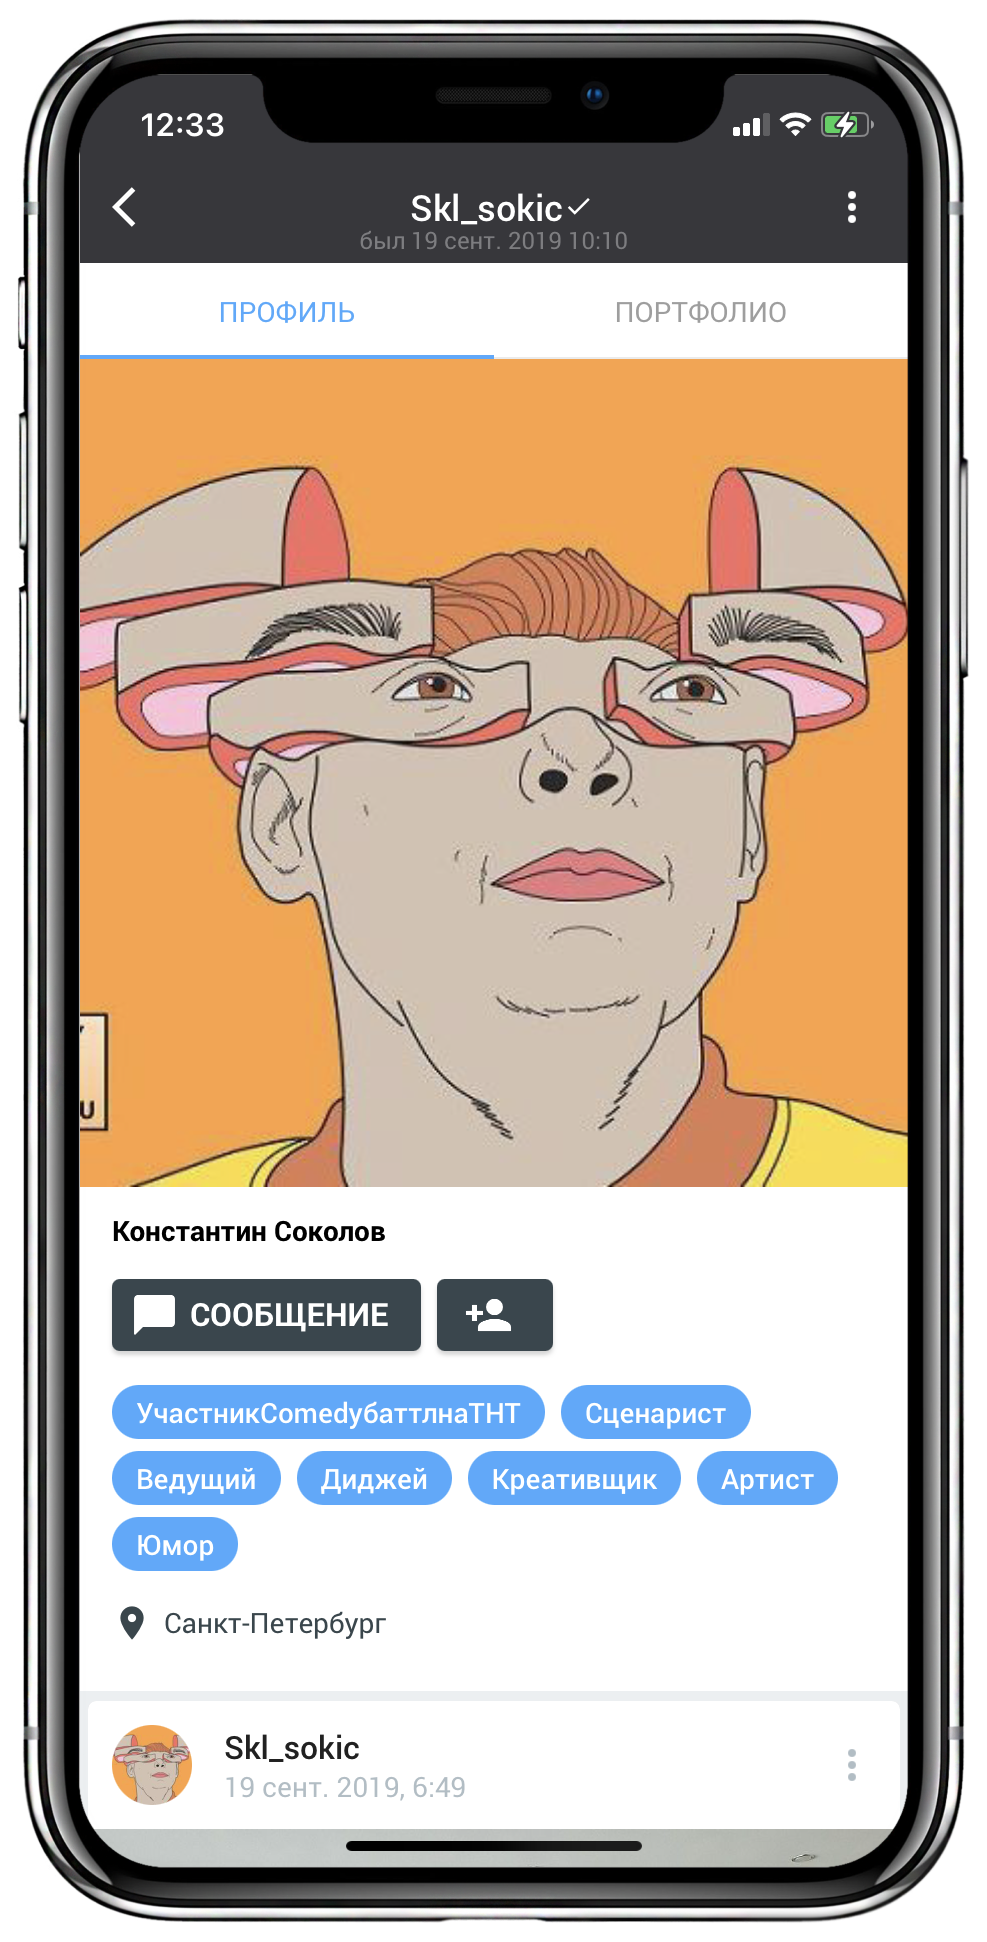 12:33
Skl_sokic
был 19 сент. 2019 10:10
ПРОФИЛЬ ПОРТФОЛИО
U
Константин Соколов
СООБЩЕНИЕ
УчастникComedyбаттлнаТНТ Сценарист
Ведущий Диджей Креативщик Артист
Юмор
Санкт-Петербург
Skl_sokic
19 сент. 2019, 6:49